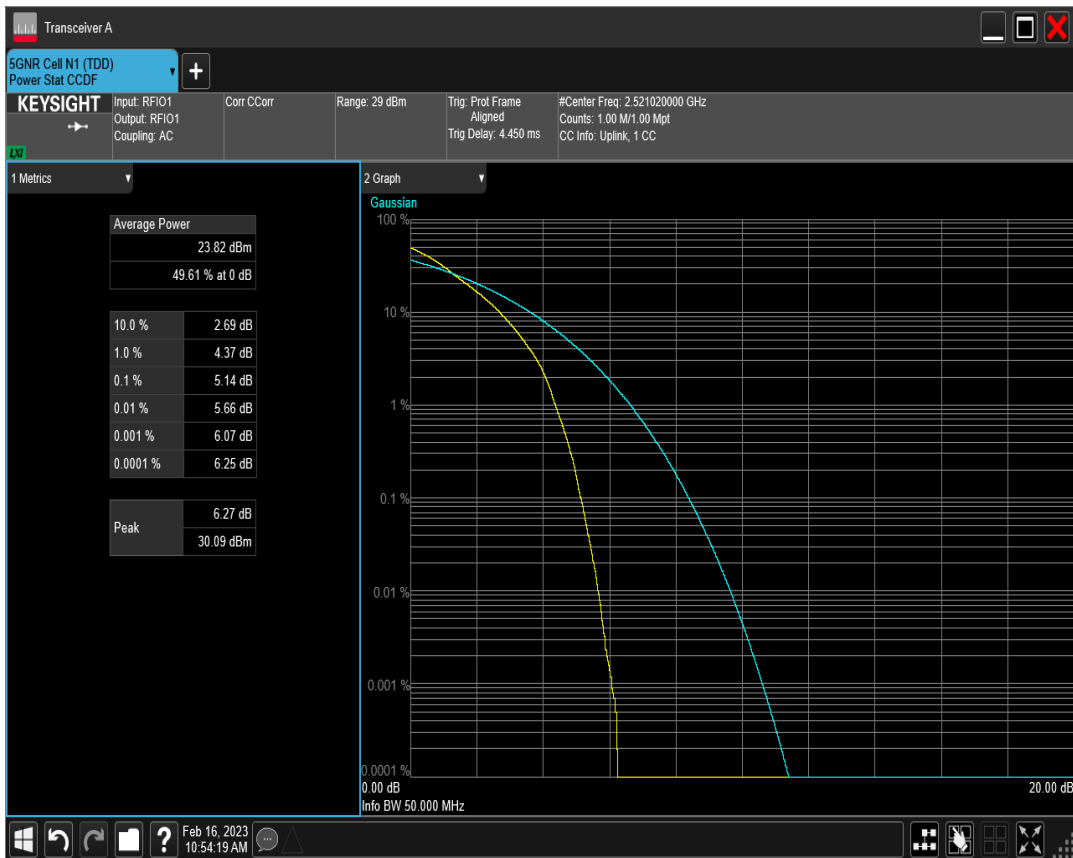 Transceiver A
5GNR Cell N1 (TDD)
Power Stat CCDF
+
KEYSIGHT
LXI
Input: RFIO1
Output: RFIO1
Coupling: AC
Corr CCorr
Range: 29 dBm
Trig: Prot Frame
Aligned
Trig Delay: 4.450 ms
#Center Freq: 2.521020000 GHz
Counts: 1.00 M/1.00 Mpt
CC Info: Uplink, 1 CC
1 Metrics
Average Power
23.82 dBm
49.61 % at 0 dB
10.0 % 2.69 dB
1.0 % 4.37 dB
0.1 % 5.14 dB
0.01 % 5.66 dB
0.001 % 6.07 dB
0.0001 % 6.25 dB
Peak 6.27 dB
30.09 dBm
2 Graph
Gaussian
100 %
10 %
1 %
0.1 %
0.01 %
0.001 %
0.0001 %
0.00 dB 20.00 dB
Info BW 50.000 MHz
?
Feb 16, 2023
10:54:19 AM